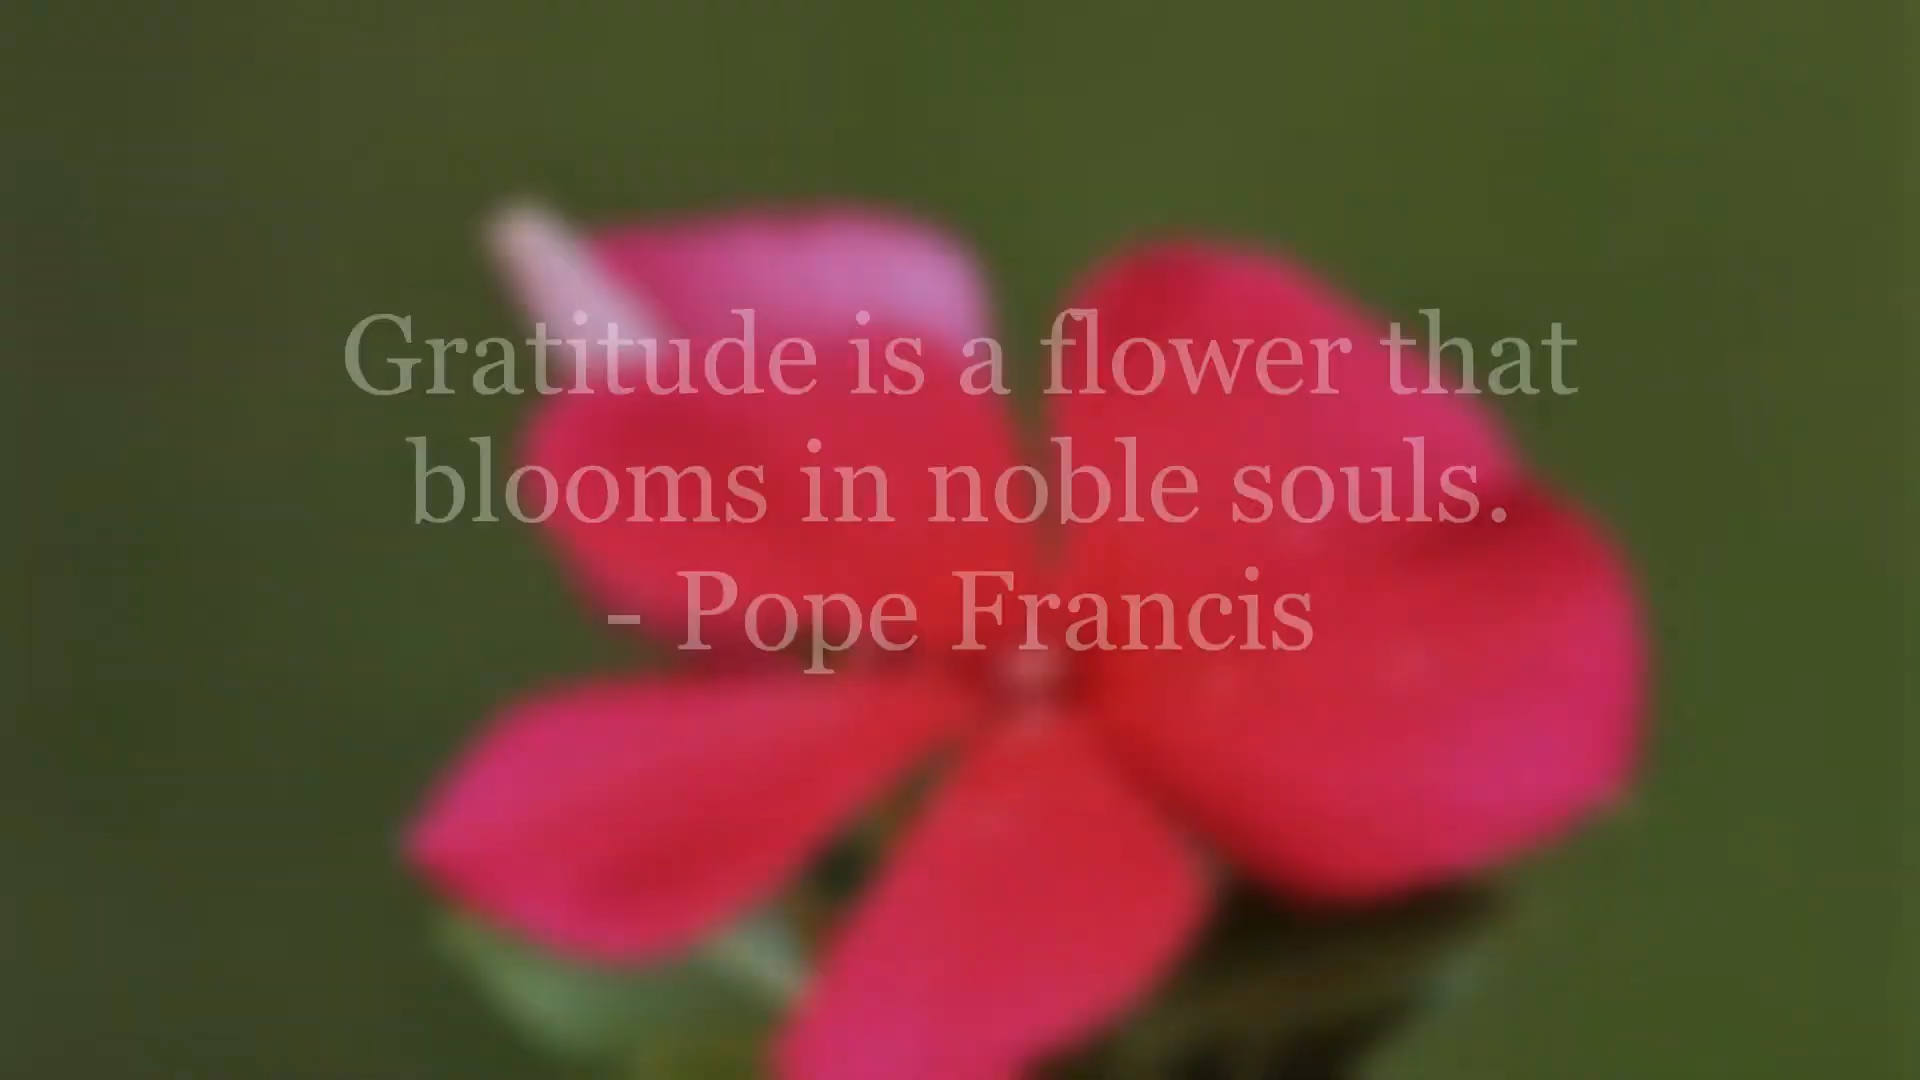 Gratitude is a flower that
blooms in noble souls.
- Pope Francis